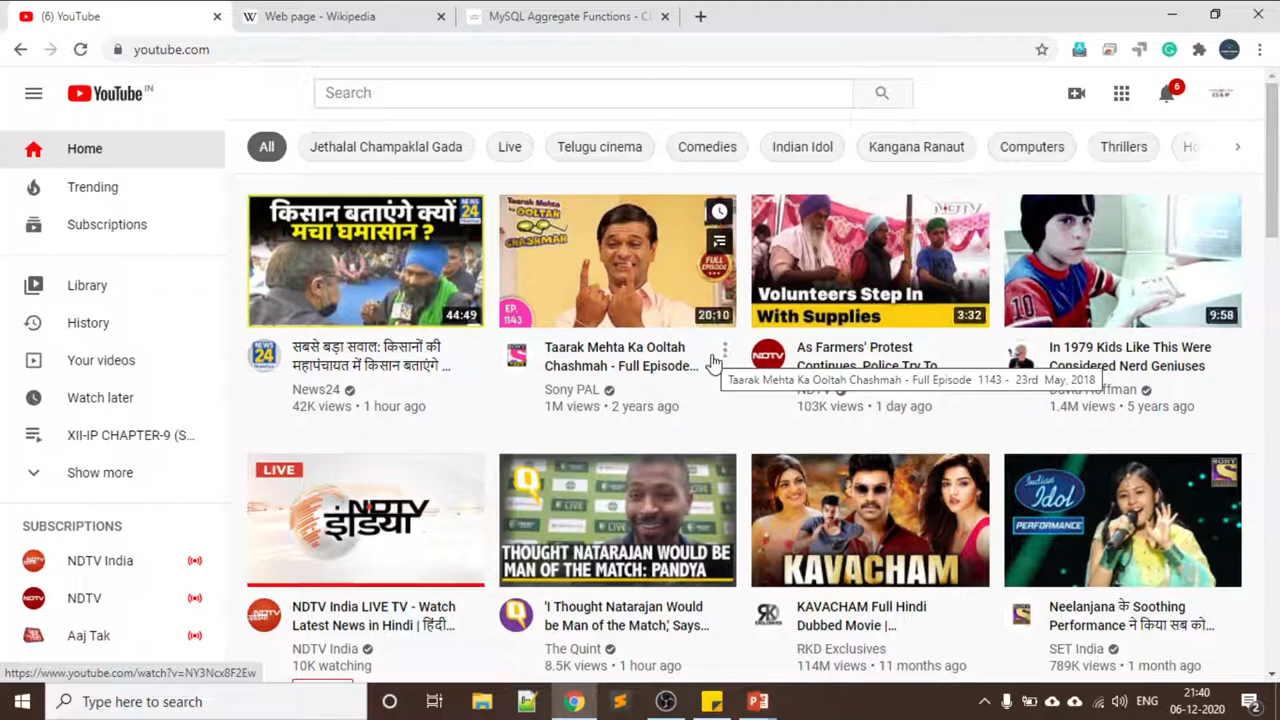 (6) YouTube
Web page - Wikipedia
MySQL Aggregate Functions - C
youtube.com
YouTube IN
Search
6
Home
Trending
Subscriptions
Library
History
Your videos
Watch later
XII-IP CHAPTER-9 (S...
Show more
SUBSCRIPTIONS
NDTV India
NDTV
Aaj Tak
All
Jethalal Champaklal Gada
Live
Telugu cinema
Comedies
Indian Idol
Kangana Ranaut
Computers
Thrillers
Ho
किसान बताएंगे क्यों
मचा घमासान ?
NEWS 24
44:49
Taarak Mehta
Ka OOLTAH
CHASHMAH
FULL
EPISODE
EP.
1143
20:10
NDTV
Volunteers Step In
With Supplies
3:32
10
9:58
सबसे बड़ा सवाल: किसानों की
महापंचायत में किसान बताएंगे ...
News24
42K views • 1 hour ago
Taarak Mehta Ka Ooltah
Chashmah - Full Episode...
Sony PAL
1M views • 2 years ago
As Farmers' Protest
Continues, Police Try To
103K views • 1 day ago
In 1979 Kids Like This Were
Considered Nerd Geniuses
David Hoffman
1.4M views • 5 years ago
Taarak Mehta Ka Ooltah Chashmah - Full Episode 1143 - 23rd May, 2018
LIVE
NDTV
इंडिया
THOUGHT NATARAJAN WOULD BE
MAN OF THE MATCH: PANDYA
KAVACHAM
Indian
Idol
PERFORMANCE
SONY
NDTV India LIVE TV - Watch
Latest News in Hindi | हिंदी...
NDTV India
10K watching
'I Thought Natarajan Would
be Man of the Match,' Says...
The Quint
8.5K views • 1 hour ago
KAVACHAM Full Hindi
Dubbed Movie |...
RKD Exclusives
114M views • 11 months ago
Neelanjana के Soothing
Performance ने किया सब को...
SET India
789K views • 1 month ago
https://www.youtube.com/watch?v=NY3Ncx8F2Ew
Type here to search
ENG
21:40
06-12-2020
2